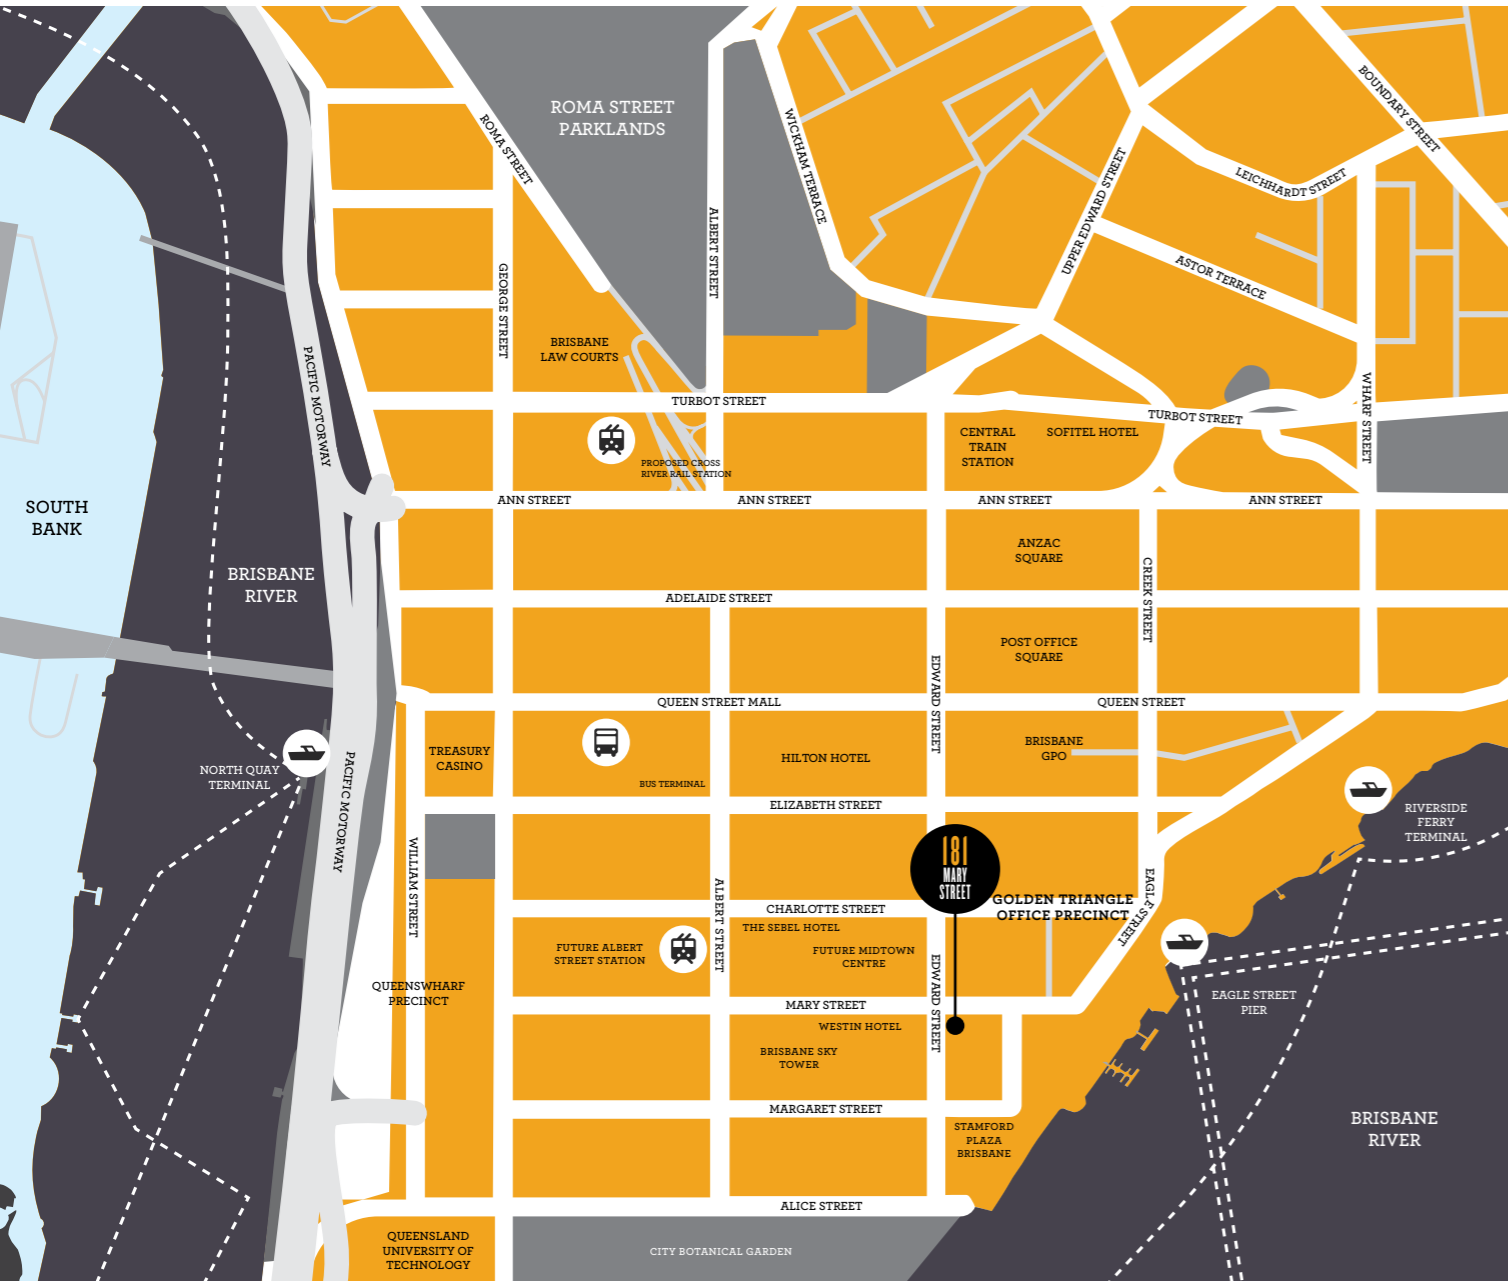 ROMA STREET
PARKLANDS
ROMA STREET
WICKHAM TERRACE
BOUNDARY STREET
LEICHHARDT STREET
UPPER EDWARD STREET
ASTOR TERRACE
ALBERT STREET
GEORGE STREET
BRISBANE
LAW COURTS
PACIFIC MOTORWAY
TURBOT STREET
TURBOT STREET
WHARF STREET
CENTRAL
TRAIN
STATION
SOFITEL HOTEL
PROPOSED CROSS
RIVER RAIL STATION
ANN STREET
ANN STREET
ANN STREET
ANN STREET
SOUTH
BANK
BRISBANE
RIVER
ANZAC
SQUARE
CREEK STREET
ADELAIDE STREET
POST OFFICE
SQUARE
EDWARD STREET
QUEEN STREET MALL
QUEEN STREET
NORTH QUAY
TERMINAL
PACIFIC MOTORWAY
TREASURY
CASINO
BUS TERMINAL
HILTON HOTEL
BRISBANE
GPO
RIVERSIDE
FERRY
TERMINAL
ELIZABETH STREET
WILLIAM STREET
181
MARY
STREET
GOLDEN TRIANGLE
OFFICE PRECINCT
EAGLE STREET
ALBERT STREET
CHARLOTTE STREET
THE SEBEL HOTEL
FUTURE ALBERT
STREET STATION
FUTURE MIDTOWN
CENTRE
EDWARD STREET
QUEENSWHARF
PRECINCT
EAGLE STREET
PIER
MARY STREET
WESTIN HOTEL
BRISBANE SKY
TOWER
MARGARET STREET
STAMFORD
PLAZA
BRISBANE
BRISBANE
RIVER
ALICE STREET
QUEENSLAND
UNIVERSITY OF
TECHNOLOGY
CITY BOTANICAL GARDEN